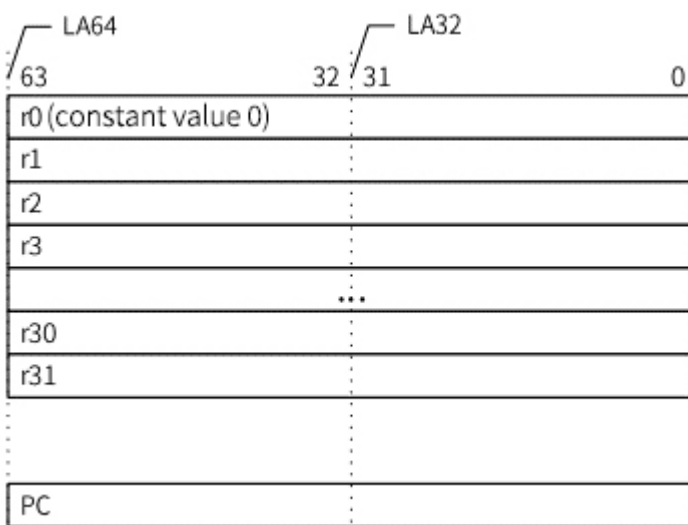 LA64 LA32
63 32 31 0
r0 (constant value 0)
r1
r2
r3
...
r30
r31
PC